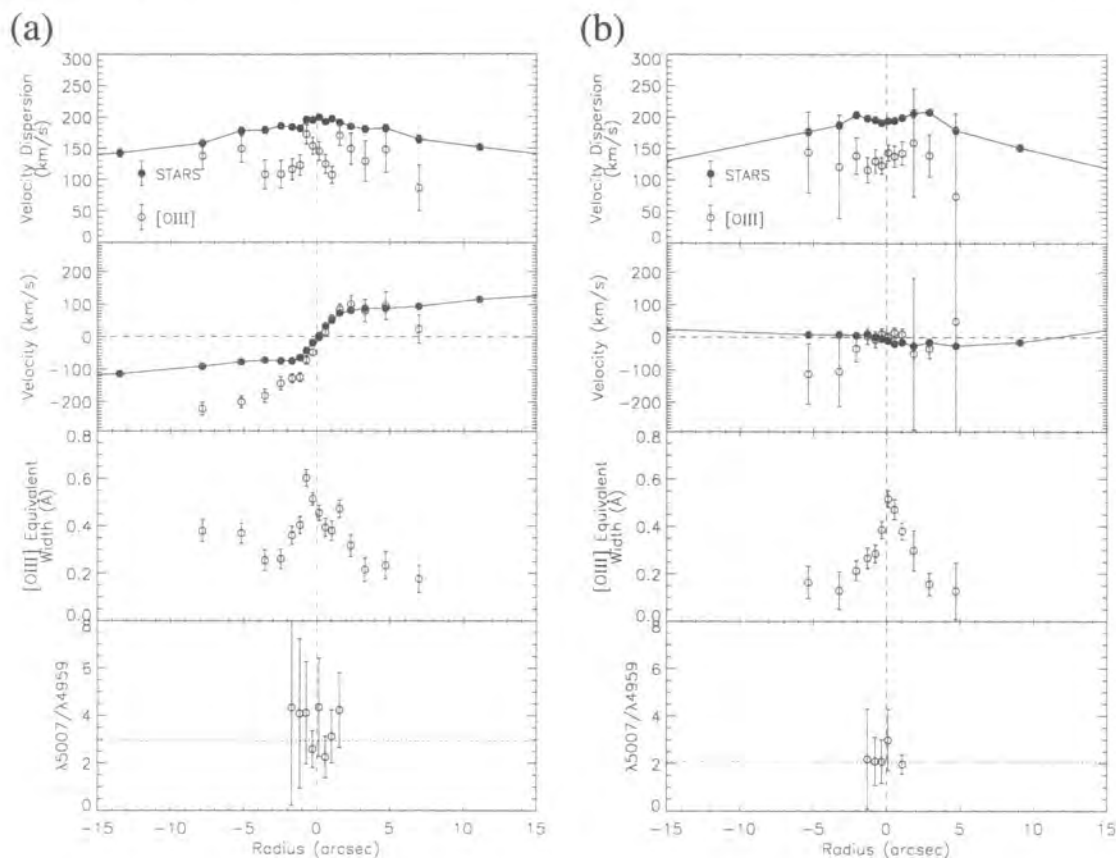 (a)
Velocity Dispersion
(km/s)
300
250
200
150
100
50
0
STARS
[OIII]
Velocity (km/s)
200
100
0
−100
−200
[OIII] Equivalent
Width (Å)
0.8
0.6
0.4
0.2
0.0
λ5007/λ4959
8
6
4
2
0
−15 −10 −5 0 5 10 15
Radius (arcsec)
(b)
Velocity Dispersion
(km/s)
300
250
200
150
100
50
0
STARS
[OIII]
Velocity (km/s)
200
100
0
−100
−200
[OIII] Equivalent
Width (Å)
0.8
0.6
0.4
0.2
0.0
λ5007/λ4959
8
6
4
2
0
−15 −10 −5 0 5 10 15
Radius (arcsec)